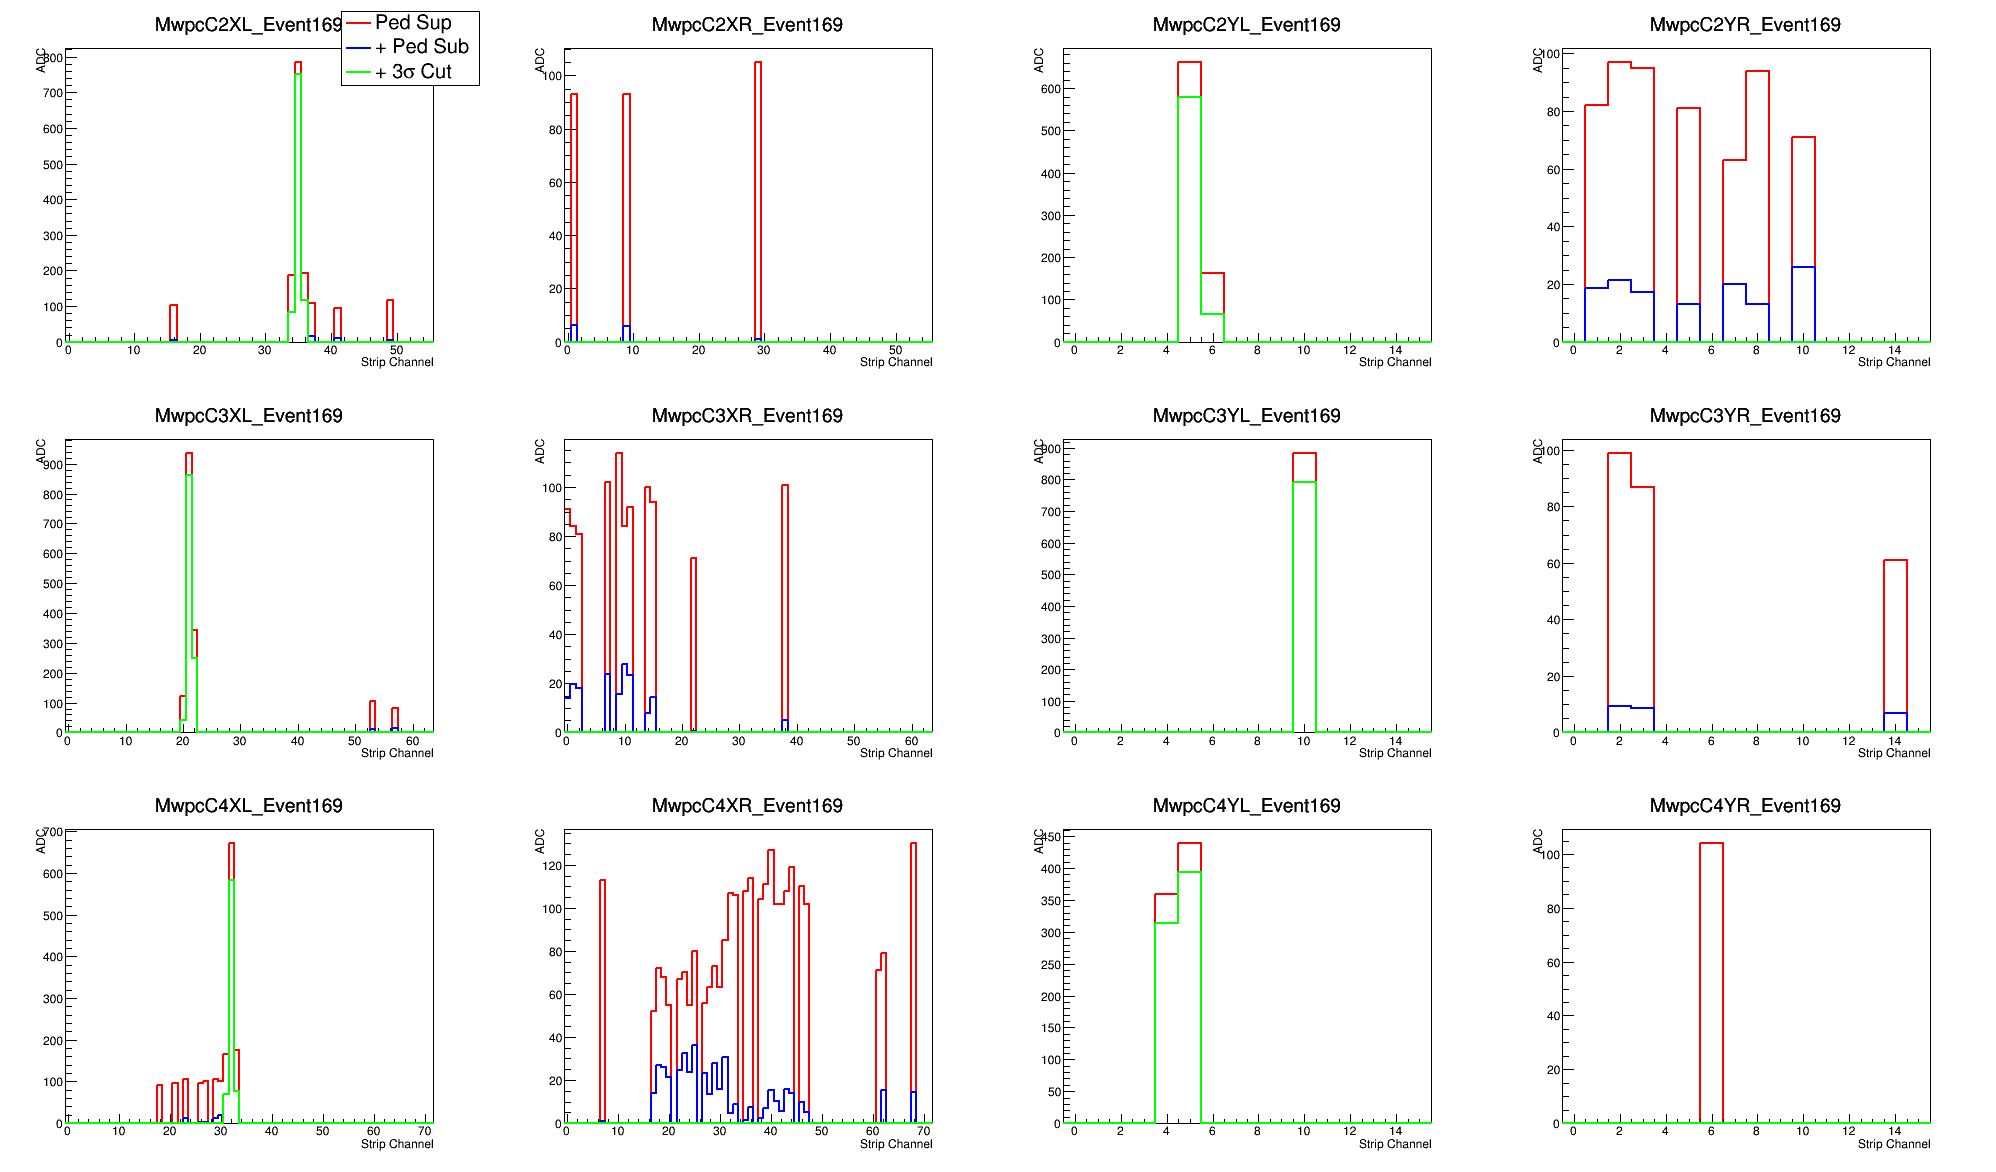 MwpcC2XL_Event169
Ped Sup
+ Ped Sub
+ 3σ Cut
ADC
800
700
600
500
400
300
200
100
0
0 10 20 30 40 50
Strip Channel
MwpcC2XR_Event169
ADC
100
80
60
40
20
0
0 10 20 30 40 50
Strip Channel
MwpcC2YL_Event169
ADC
600
500
400
300
200
100
0
0 2 4 6 8 10 12 14
Strip Channel
MwpcC2YR_Event169
ADC
100
80
60
40
20
0
0 2 4 6 8 10 12 14
Strip Channel
MwpcC3XL_Event169
ADC
900
800
700
600
500
400
300
200
100
0
0 10 20 30 40 50 60
Strip Channel
MwpcC3XR_Event169
ADC
100
80
60
40
20
0
0 10 20 30 40 50 60
Strip Channel
MwpcC3YL_Event169
ADC
900
800
700
600
500
400
300
200
100
0
0 2 4 6 8 10 12 14
Strip Channel
MwpcC3YR_Event169
ADC
100
80
60
40
20
0
0 2 4 6 8 10 12 14
Strip Channel
MwpcC4XL_Event169
ADC
700
600
500
400
300
200
100
0
0 10 20 30 40 50 60 70
Strip Channel
MwpcC4XR_Event169
ADC
120
100
80
60
40
20
0
0 10 20 30 40 50 60 70
Strip Channel
MwpcC4YL_Event169
ADC
450
400
350
300
250
200
150
100
50
0
0 2 4 6 8 10 12 14
Strip Channel
MwpcC4YR_Event169
ADC
100
80
60
40
20
0
0 2 4 6 8 10 12 14
Strip Channel